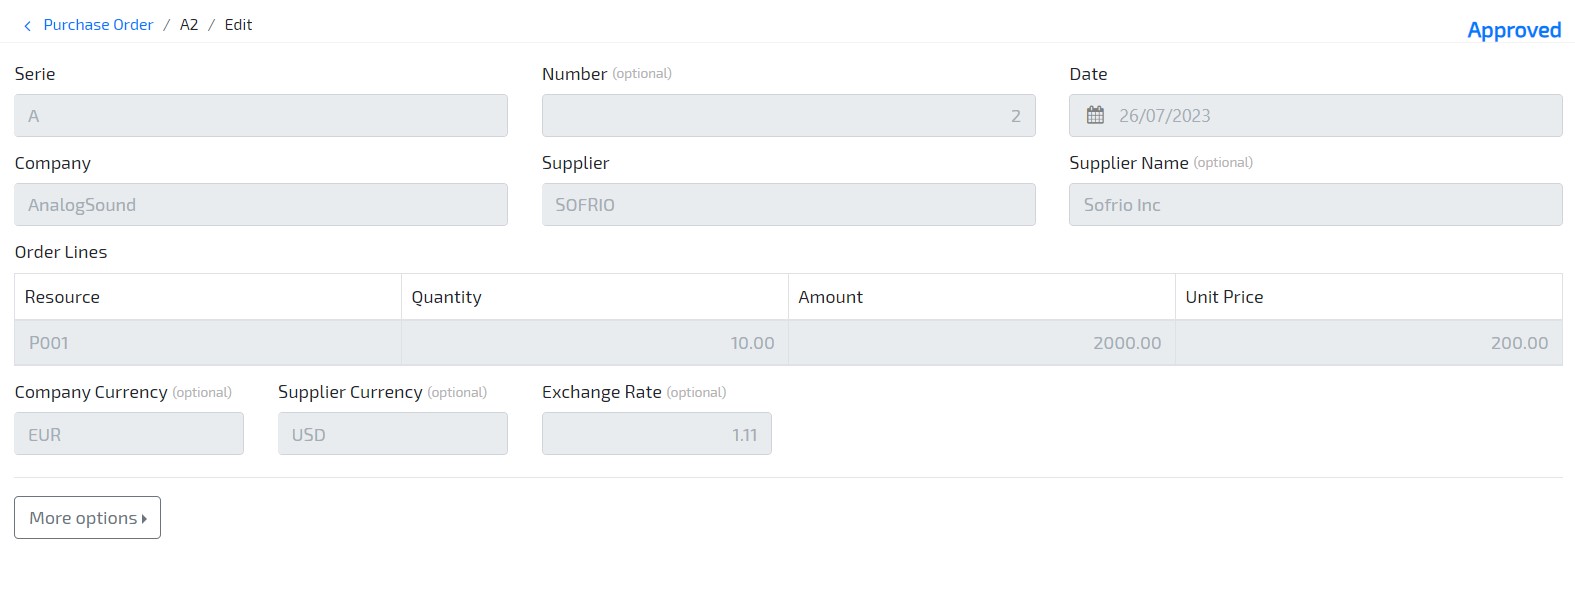 Purchase Order / A2 / Edit
Approved
Serie Number (optional) Date
A 2 26/07/2023
Company Supplier Supplier Name (optional)
AnalogSound SOFRIO Sofrio Inc
Order Lines
Resource Quantity Amount Unit Price
P001 10.00 2000.00 200.00
Company Currency (optional) Supplier Currency (optional) Exchange Rate (optional)
EUR USD 1.11
More options